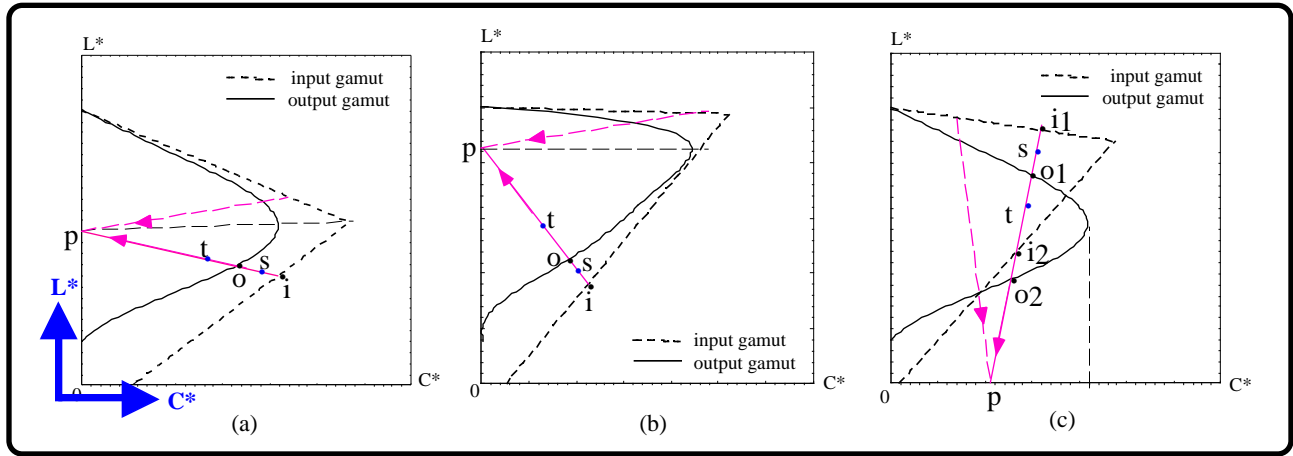 L*
input gamut
output gamut
p
t
o
s
i
L*
0
C*
(a)
L*
p
t
o
s
i
input gamut
output gamut
0
C*
(b)
L*
input gamut
output gamut
i1
s
o1
t
i2
o2
0
p
C*
(c)